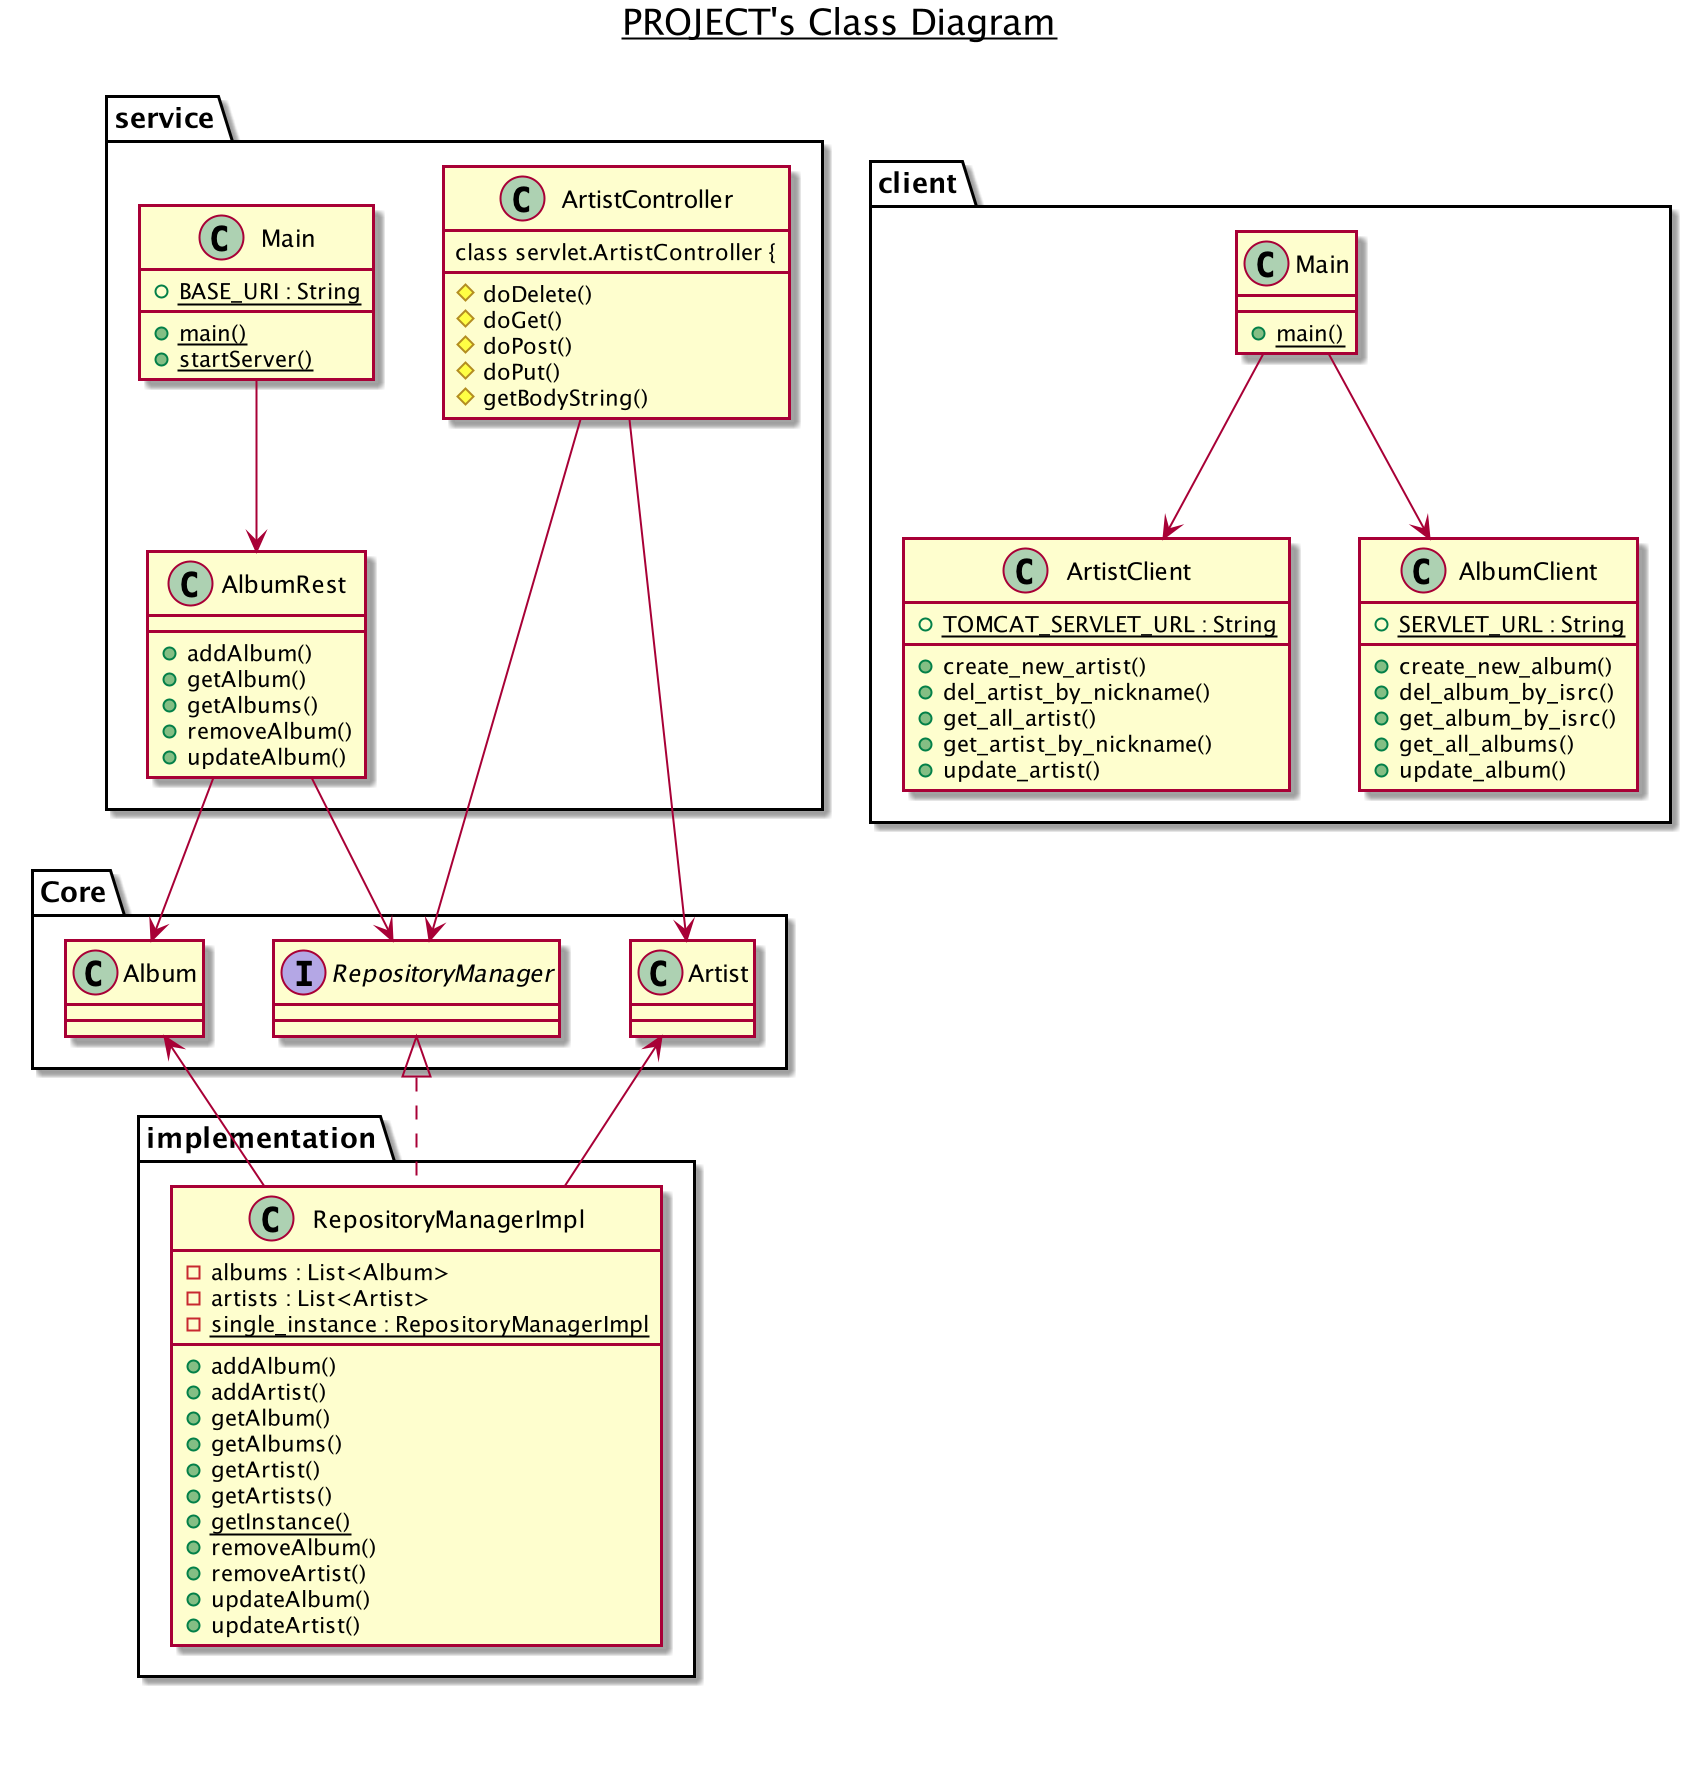 PROJECT's Class Diagram
service
C Main
BASE_URI : String
main()
startServer()
C ArtistController
class servlet.ArtistController {
doDelete()
doGet()
doPost()
doPut()
getBodyString()
C AlbumRest
addAlbum()
getAlbum()
getAlbums()
removeAlbum()
updateAlbum()
client
C Main
main()
C ArtistClient
TOMCAT_SERVLET_URL : String
create_new_artist()
del_artist_by_nickname()
get_all_artist()
get_artist_by_nickname()
update_artist()
C AlbumClient
SERVLET_URL : String
create_new_album()
del_album_by_isrc()
get_album_by_isrc()
get_all_albums()
update_album()
Core
C Album
I RepositoryManager
C Artist
implementation
C RepositoryManagerImpl
albums : List<Album>
artists : List<Artist>
single_instance : RepositoryManagerImpl
addAlbum()
addArtist()
getAlbum()
getAlbums()
getArtist()
getArtists()
getInstance()
removeAlbum()
removeArtist()
updateAlbum()
updateArtist()